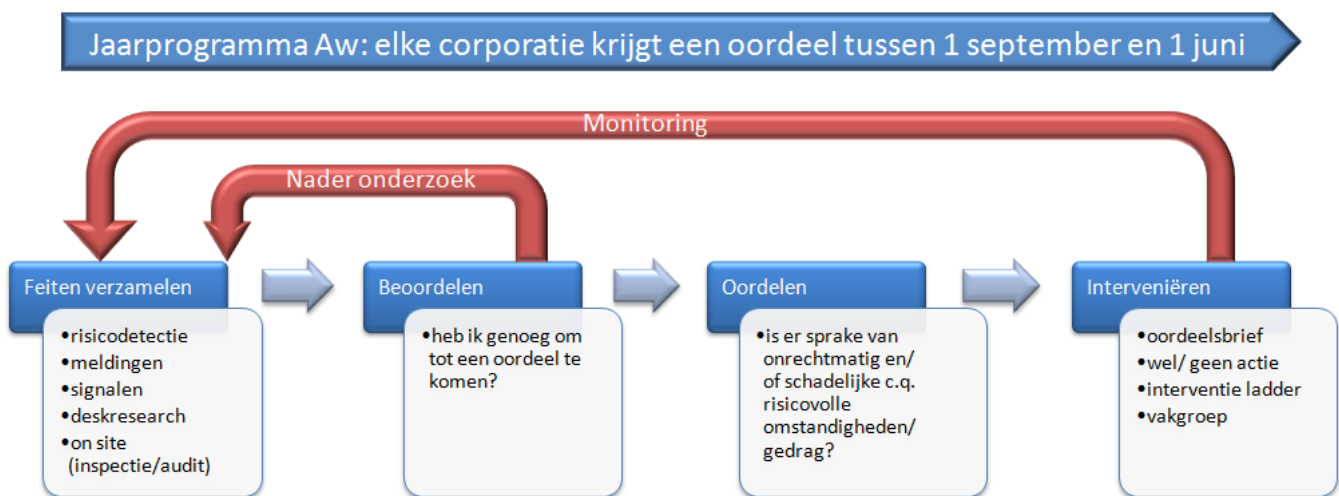 Jaarprogramma Aw: elke corporatie krijgt een oordeel tussen 1 september en 1 juni
Monitoring
Nader onderzoek
Feiten verzamelen
•risicodetectie
•meldingen
•signalen
•deskresearch
•on site
(inspectie/audit)
Beoordelen
•heb ik genoeg om
tot een oordeel te
komen?
Oordelen
•is er sprake van
onrechtmatig en/
of schadelijke c.q.
risicovolle
omstandigheden/
gedrag?
Interveniëren
•oordeelsbrief
•wel/ geen actie
•interventie ladder
•vakgroep